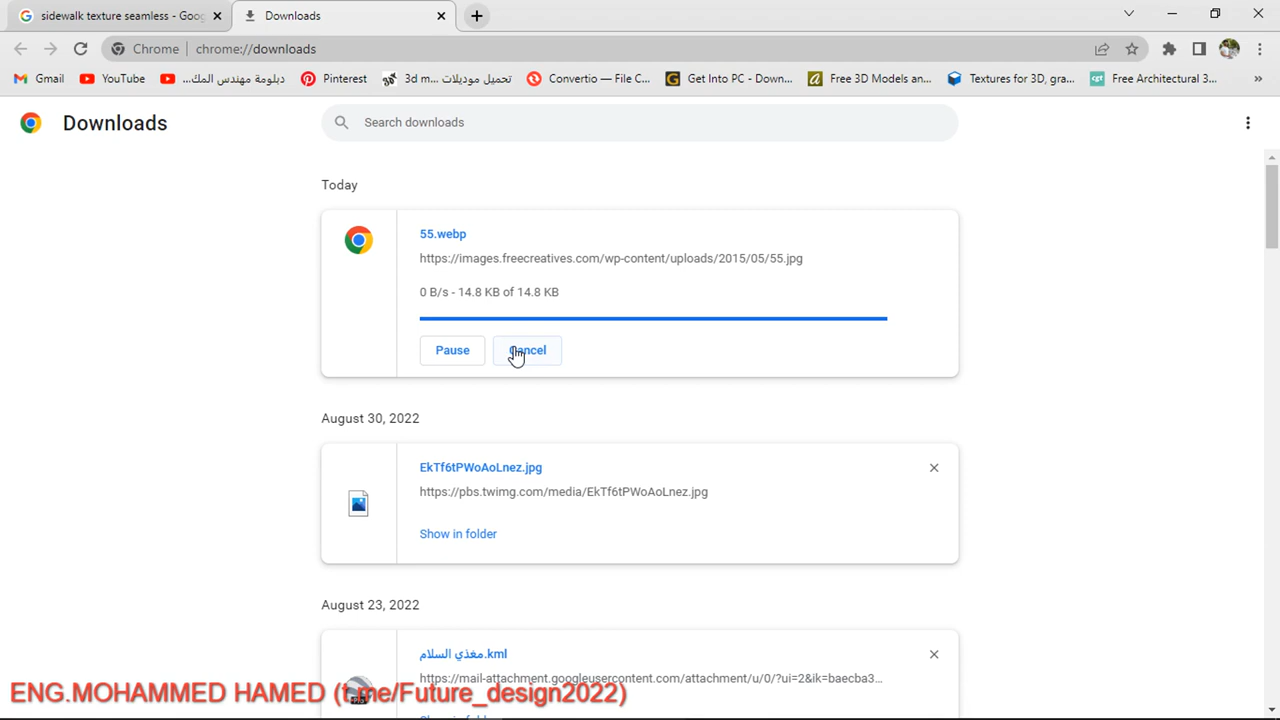 sidewalk texture seamless - Goog
Downloads
Chrome
chrome://downloads
Gmail
YouTube
دبلومة مهندس المك...
Pinterest
3d m... تحميل موديلات
Convertio — File C...
Get Into PC - Down...
Free 3D Models an...
Textures for 3D, gra...
Free Architectural 3...
Downloads
Search downloads
Today
55.webp
https://images.freecreatives.com/wp-content/uploads/2015/05/55.jpg
0 B/s - 14.8 KB of 14.8 KB
Pause
Cancel
August 30, 2022
EkTf6tPWoAoLnez.jpg
https://pbs.twimg.com/media/EkTf6tPWoAoLnez.jpg
Show in folder
August 23, 2022
مغذي السلام.kml
https://mail-attachment.googleusercontent.com/attachment/u/0/?ui=2&ik=baecba3...
ENG.MOHAMMED HAMED (t.me/Future_design2022)